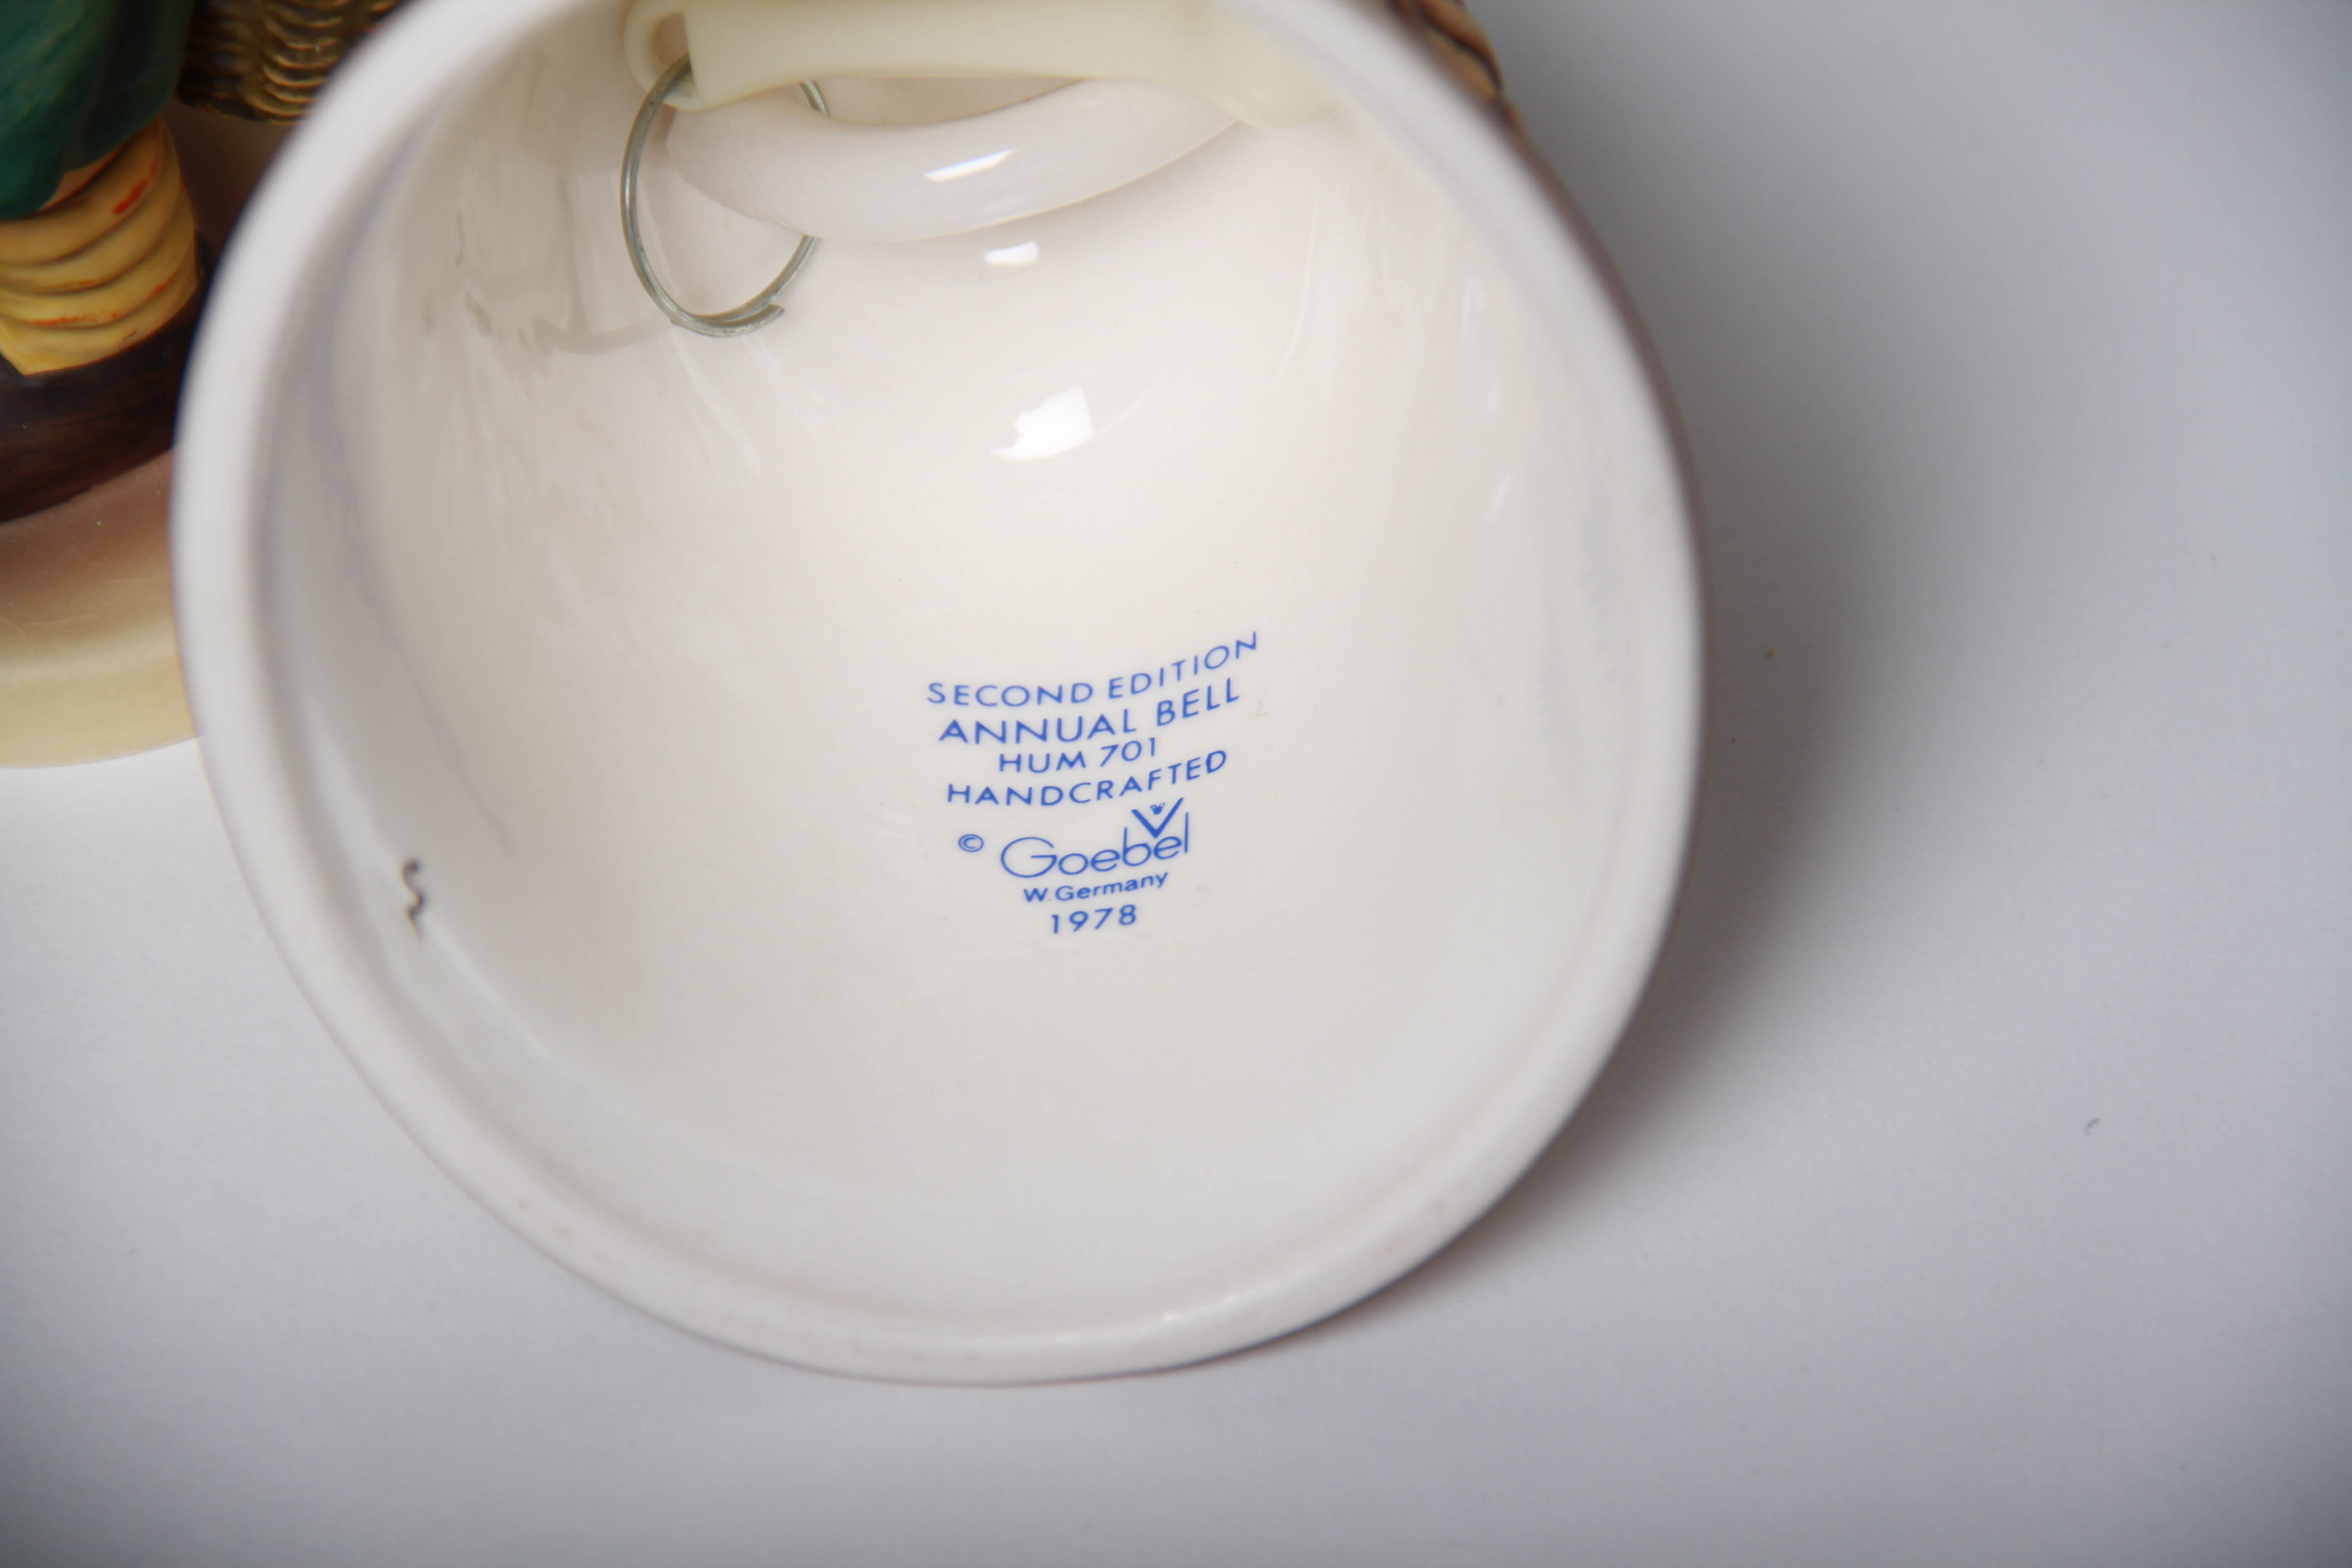 SECOND EDITION
ANNUAL BELL
HUM 701
HANDCRAFTED
© Goebel
W. Germany
1978